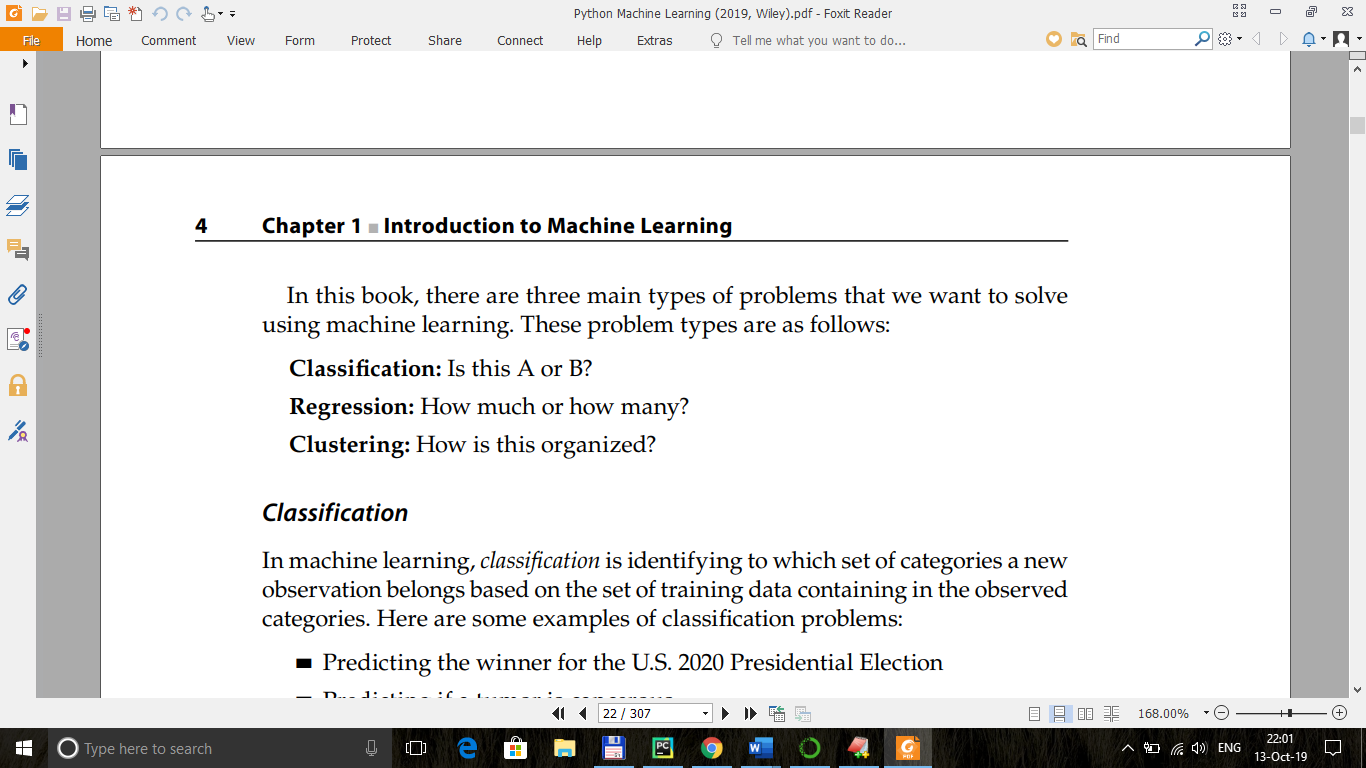 Python Machine Learning (2019, Wiley).pdf - Foxit Reader
File Home Comment View Form Protect Share Connect Help Extras Tell me what you want to do... Find
4 Chapter 1 ■ Introduction to Machine Learning
In this book, there are three main types of problems that we want to solve
using machine learning. These problem types are as follows:
Classification: Is this A or B?
Regression: How much or how many?
Clustering: How is this organized?
Classification
In machine learning, classification is identifying to which set of categories a new
observation belongs based on the set of training data containing in the observed
categories. Here are some examples of classification problems:
■ Predicting the winner for the U.S. 2020 Presidential Election
Predicting if a tumor is cancerous
22 / 307 168.00%
Type here to search ENG 22:01
13-Oct-19